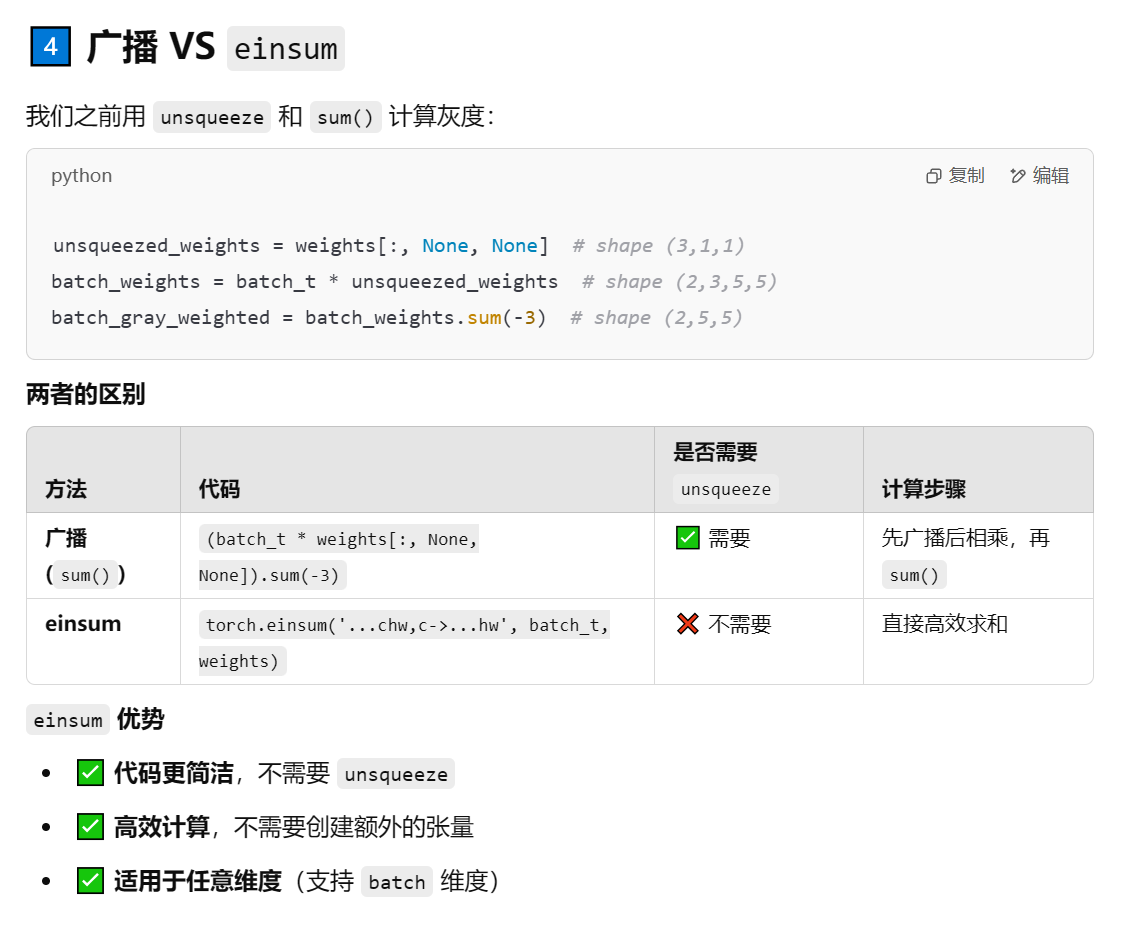 4 广播 VS einsum
我们之前用 unsqueeze 和 sum() 计算灰度：
python 复制 编辑
unsqueezed_weights = weights[:, None, None]  # shape (3,1,1)
batch_weights = batch_t * unsqueezed_weights  # shape (2,3,5,5)
batch_gray_weighted = batch_weights.sum(-3)  # shape (2,5,5)
两者的区别
是否需要
方法 代码 unsqueeze 计算步骤
广播 (batch_t * weights[:, None, ✅ 需要 先广播后相乘，再
(sum()) None]).sum(-3) sum()
einsum torch.einsum('...chw,c->...hw', batch_t, ❌ 不需要 直接高效求和
weights)
einsum 优势
• ✅ 代码更简洁，不需要 unsqueeze
• ✅ 高效计算，不需要创建额外的张量
• ✅ 适用于任意维度（支持 batch 维度）